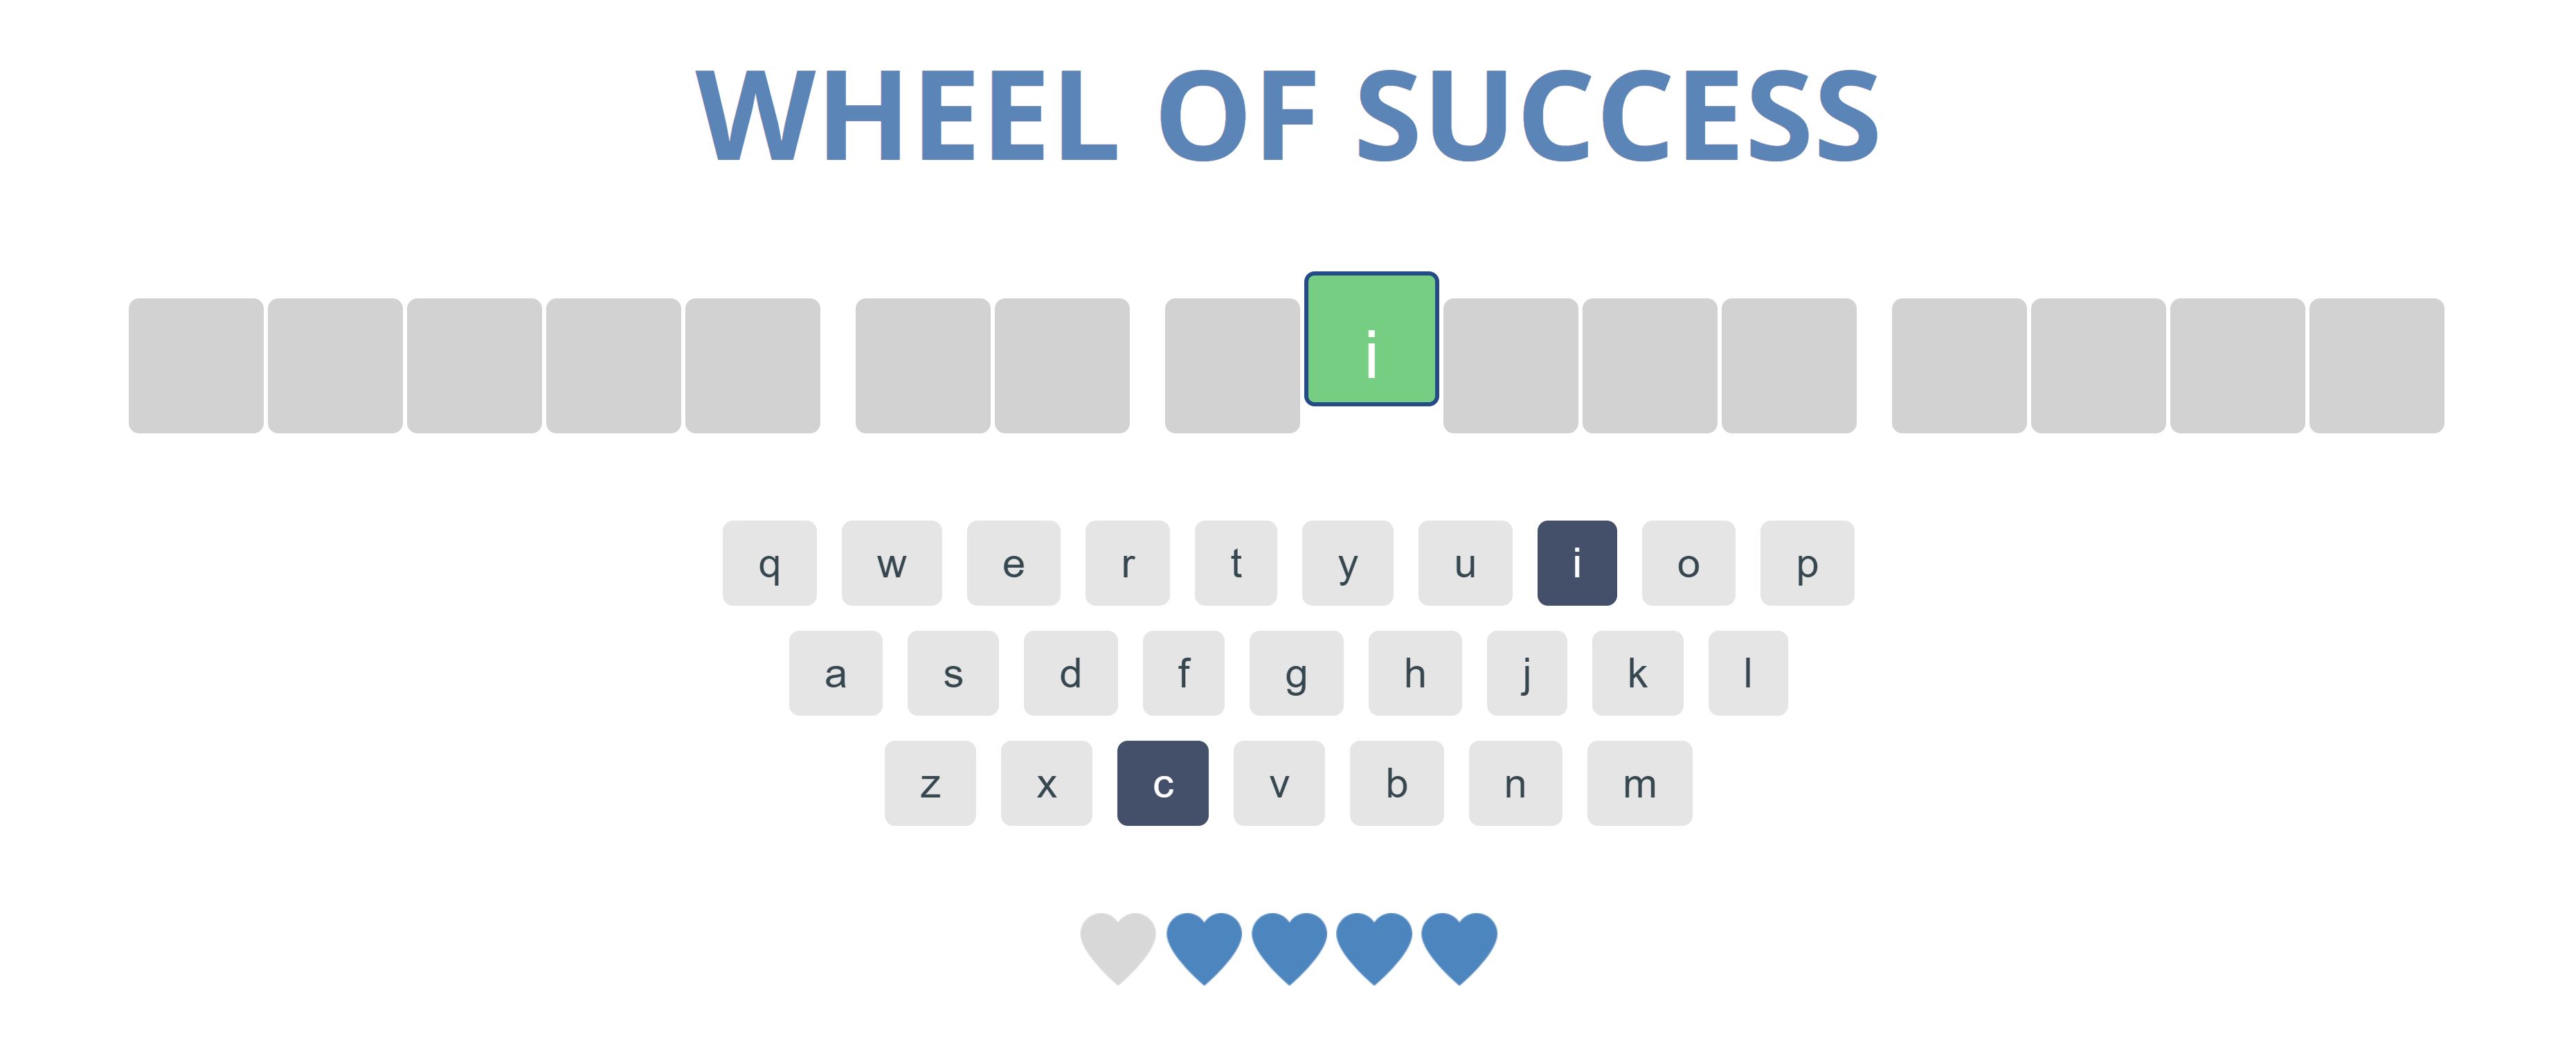 WHEEL OF SUCCESS
i
q w e r t y u i o p
a s d f g h j k l
z x c v b n m